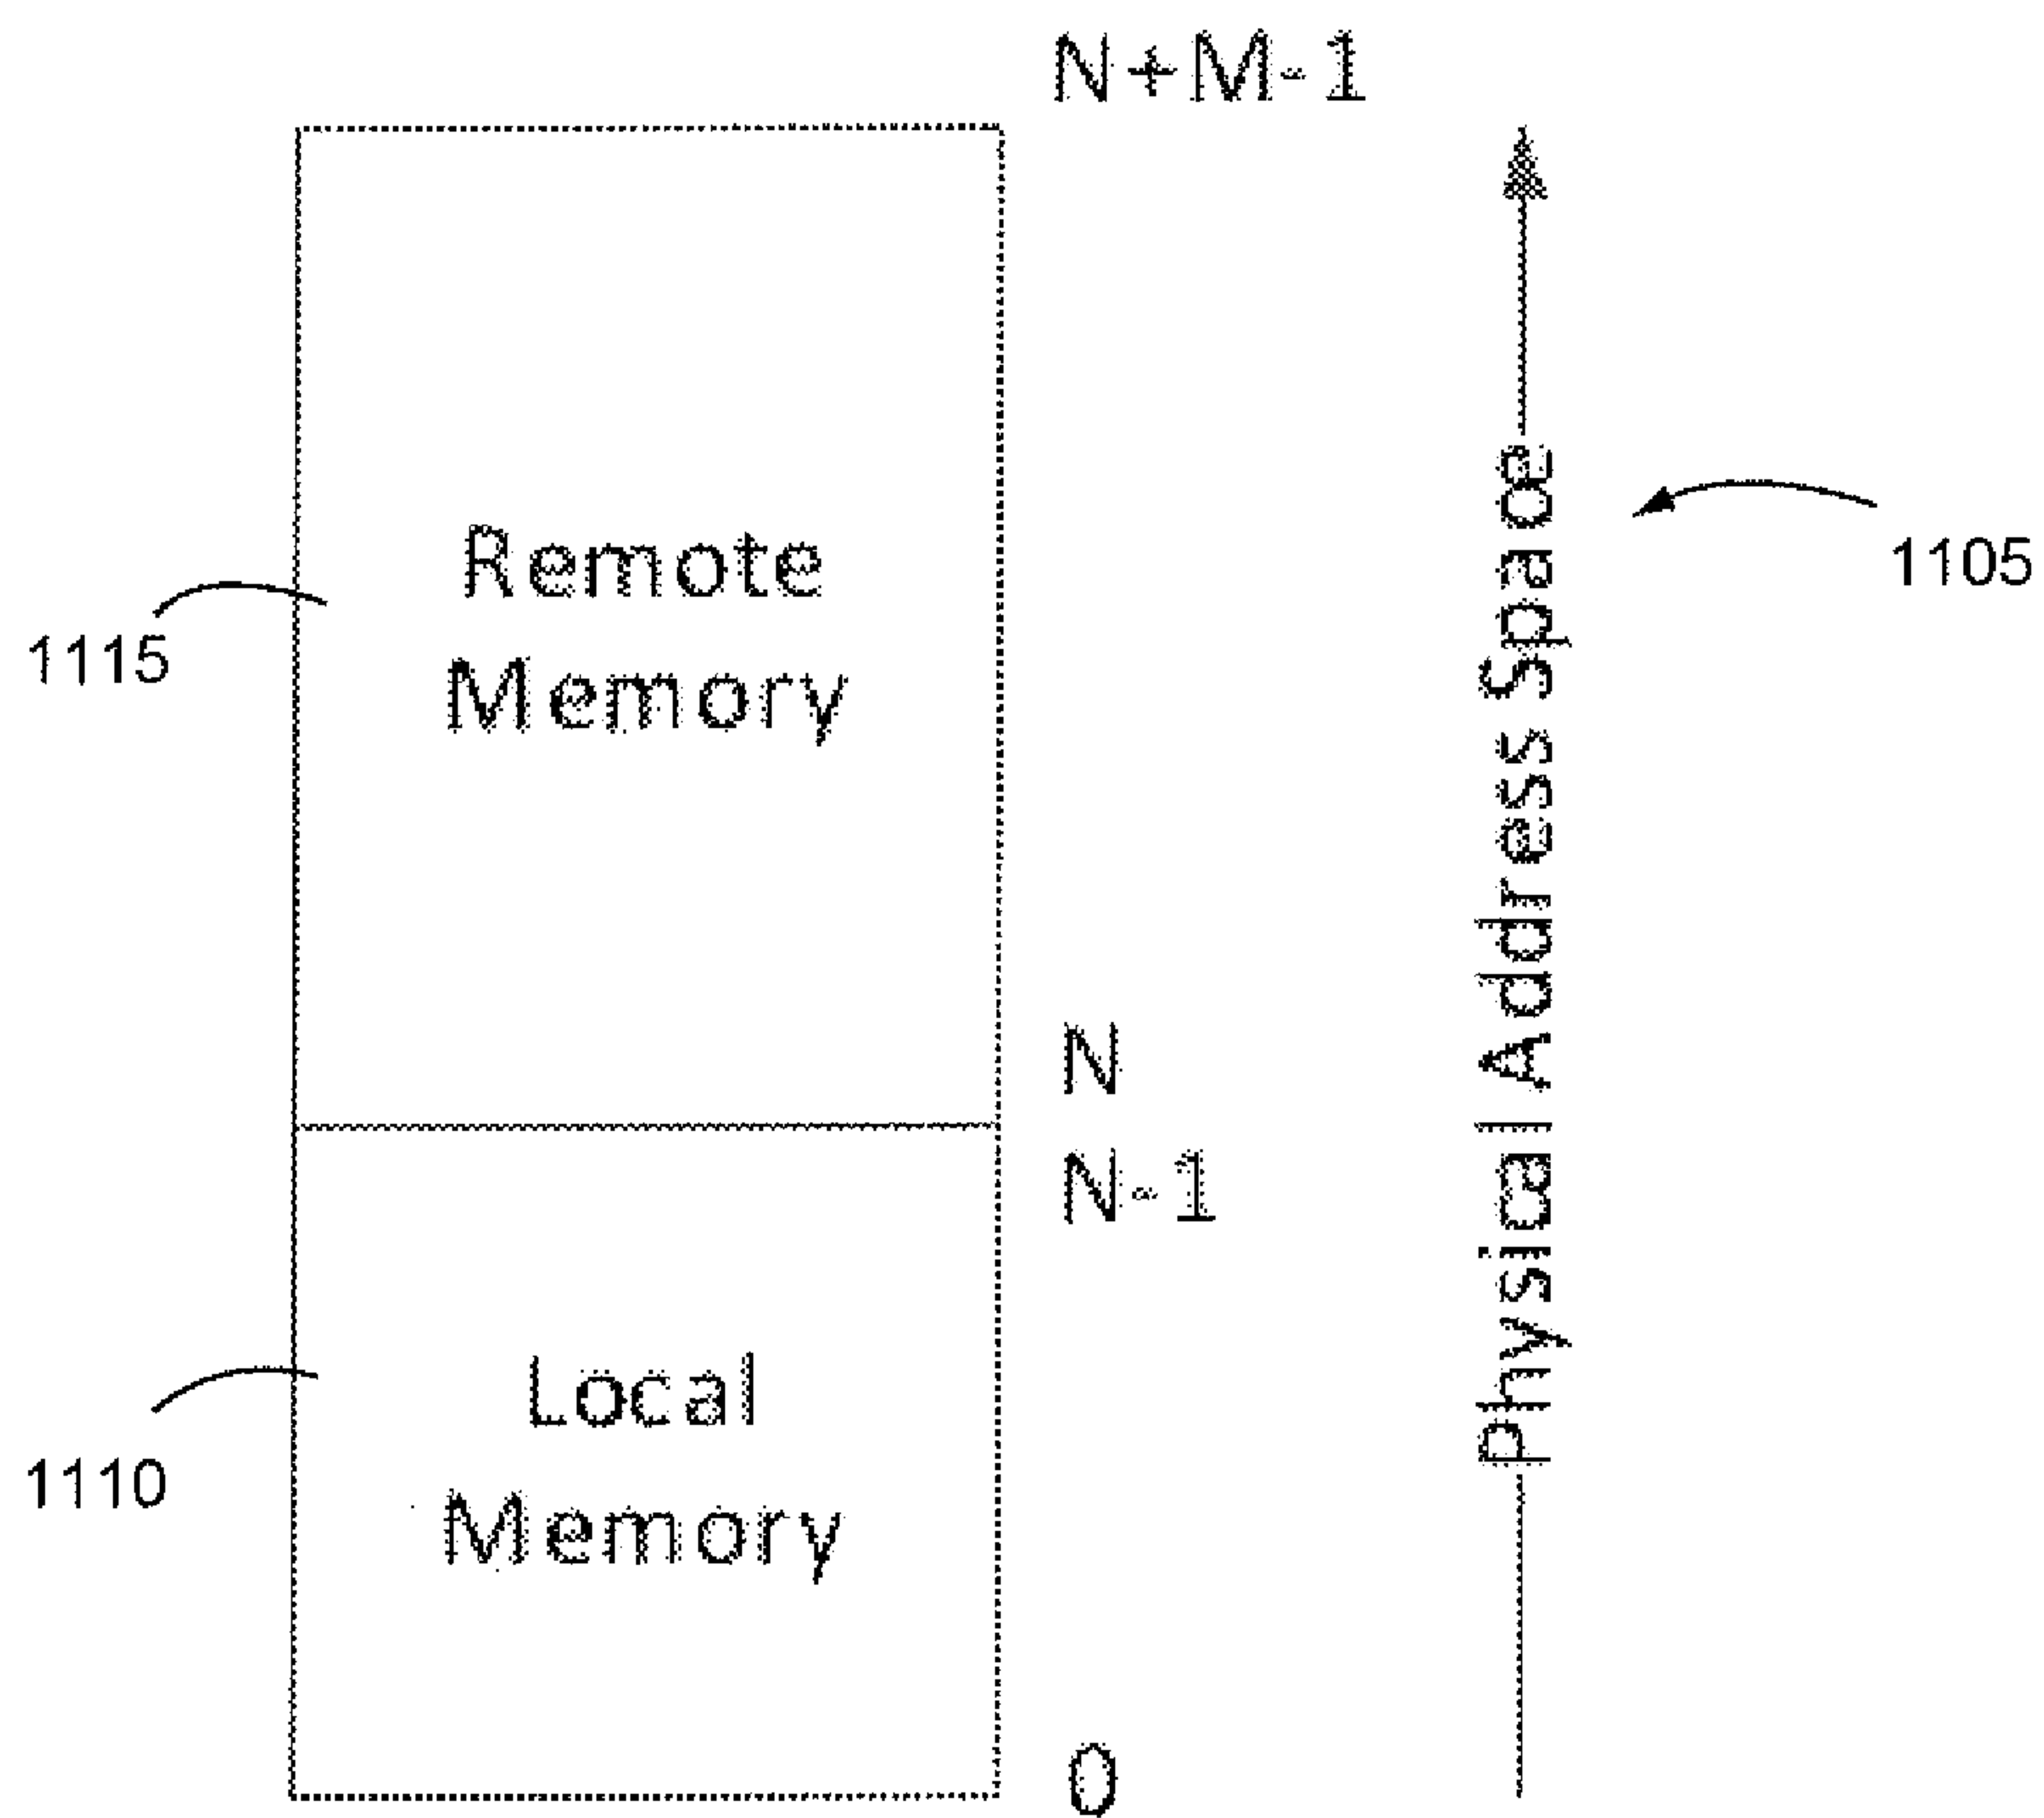 N+M-1
Remote
Memory
1115
N
N-1
Local
Memory
1110
0
Physical Address Space
1105